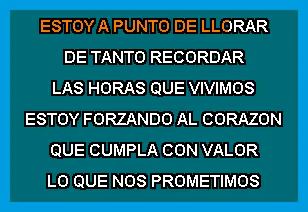 ESTOY A PUNTO DE LLORAR
DE TANTO RECORDAR
LAS HORAS QUE VIVIMOS
ESTOY FORZANDO AL CORAZON
QUE CUMPLA CON VALOR
LO QUE NOS PROMETIMOS